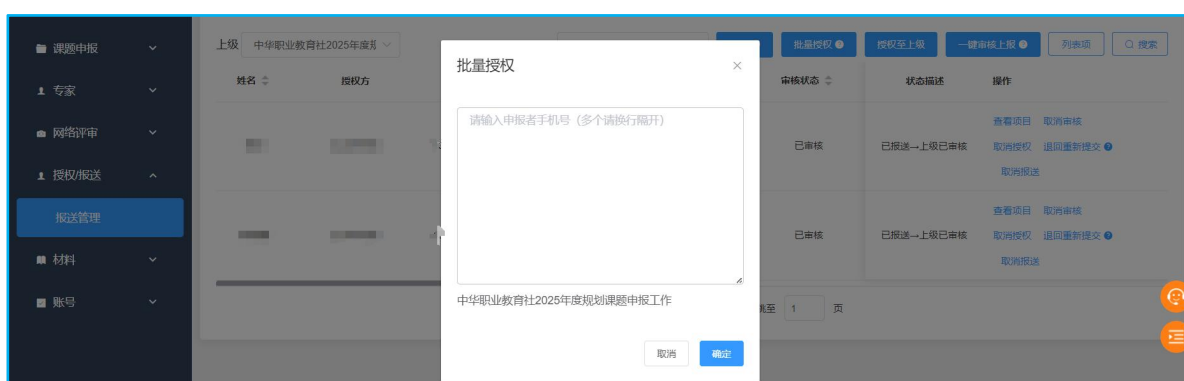 课题申报
专家
网络评审
授权/报送
报送管理
材料
账号
上级 中华职业教育社2025年度
批量授权 授权至上级 一键审核上报 列表项 搜索
姓名 授权方 审核状态 状态描述 操作
已审核 已报送→上级已审核
查看项目 取消审核
取消授权 退回重新提交
取消报送
已审核 已报送→上级已审核
查看项目 取消审核
取消授权 退回重新提交
取消报送
跳至 1 页
批量授权
请输入申报者手机号（多个请换行隔开）
中华职业教育社2025年度规划课题申报工作
取消 确定